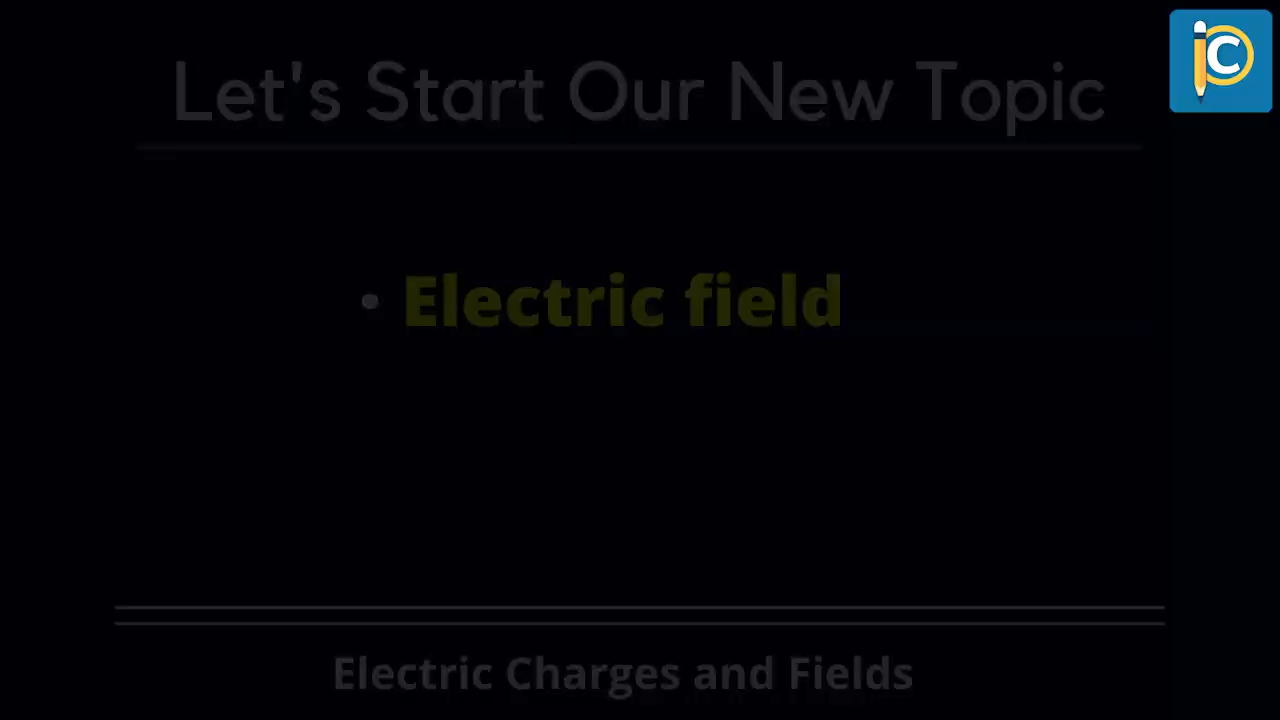 Let's Start Our New Topic
• Electric field
Electric Charges and Fields